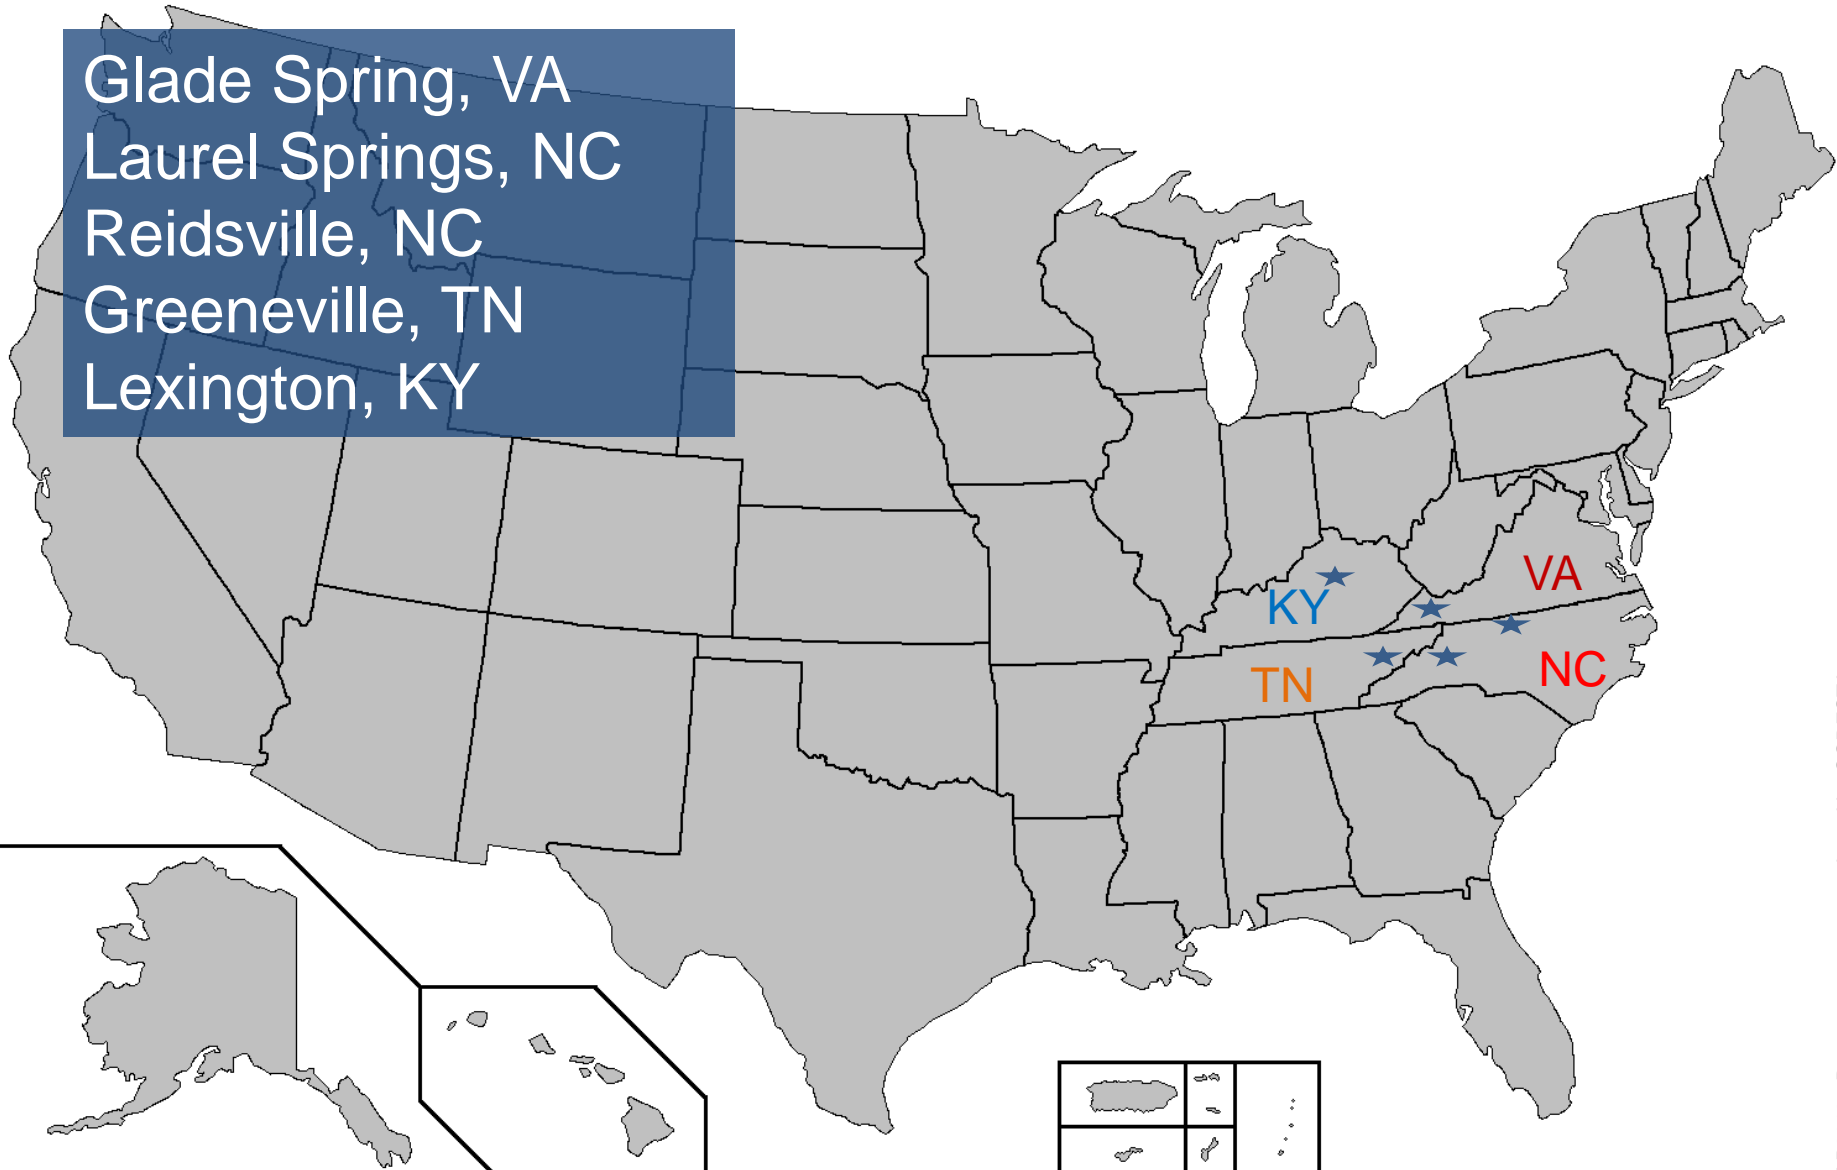 Glade Spring, VA
Laurel Springs, NC
Reidsville, NC
Greeneville, TN
Lexington, KY
VA
KY
NC
TN